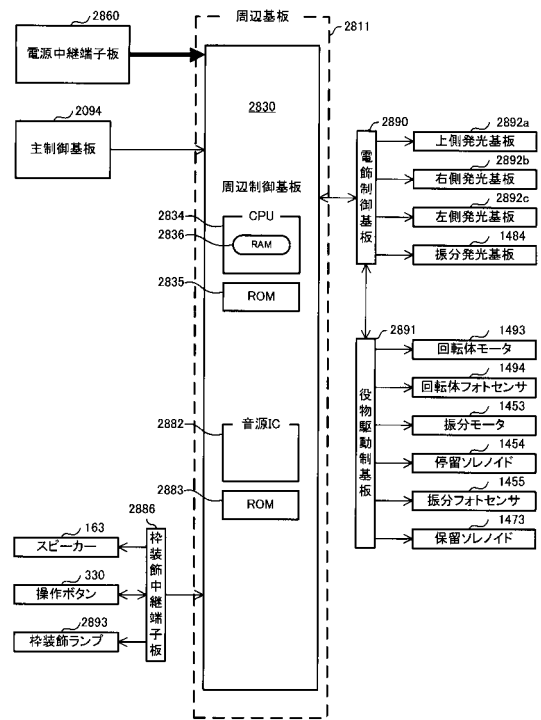 周辺基板
2811
2860
電源中継端子板
2094
主制御基板
2830
周辺制御基板
2834
CPU
2836
RAM
2835
ROM
2882
音源IC
2883
ROM
2886
枠装飾中継端子板
163
スピーカー
330
操作ボタン
2893
枠装飾ランプ
2890
電飾制御基板
2892a
上側発光基板
2892b
右側発光基板
2892c
左側発光基板
1484
振分発光基板
2891
役物駆動制基板
1493
回転体モータ
1494
回転体フォトセンサ
1453
振分モータ
1454
停留ソレノイド
1455
振分フォトセンサ
1473
保留ソレノイド